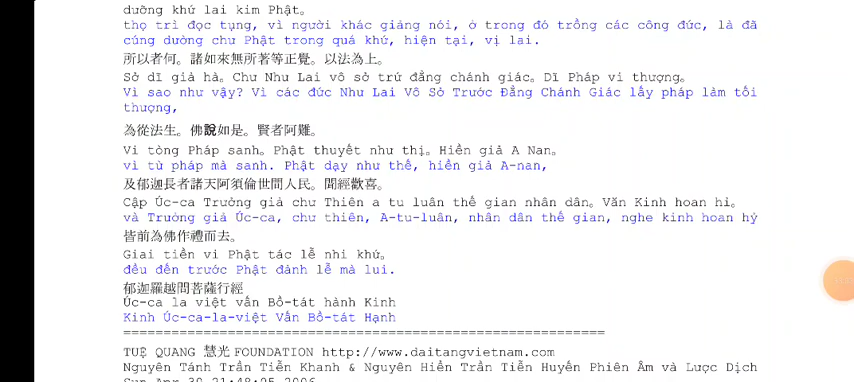 dưỡng khứ lai kim Phật。
thọ trì đọc tụng, vì người khác giảng nói, ở trong đó trồng các công đức, là đã
cúng dường chư Phật trong quá khứ, hiện tại, vị lai.
所以者何。諸如來無所著等正覺。以法為上。
Sở dĩ giả hà。Chư Như Lai vô sở trứ đẳng chánh giác。Dĩ Pháp vi thượng。
Vì sao như vậy? Vì các đức Như Lai Vô Sở Trước Đẳng Chánh Giác lấy pháp làm tối
thượng,
為從法生。佛說如是。賢者阿難。
Vi tòng Pháp sanh。Phật thuyết như thị。Hiền giả A Nan。
vì từ pháp mà sanh. Phật dạy như thế, hiền giả A-nan,
及郁迦長者諸天阿須倫世間人民。聞經歡喜。
Cập Úc-ca Trưởng giả chư Thiên a tu luân thế gian nhân dân。Văn Kinh hoan hỉ。
và Trưởng giả Úc-ca, chư thiên, A-tu-luân, nhân dân thế gian, nghe kinh hoan hỷ
皆前為佛作禮而去。
Giai tiền vi Phật tác lễ nhi khứ。
đều đến trước Phật đảnh lễ mà lui.
郁迦羅越問菩薩行經
Úc-ca la việt vấn Bồ-tát hành Kinh
Kinh Úc-ca-la-việt Vấn Bồ-tát Hạnh
============================================================
TUỆ QUANG 慧光 FOUNDATION http://www.daitangvietnam.com
Nguyên Tánh Trần Tiễn Khanh & Nguyên Hiển Trần Tiễn Huyến Phiên Âm và Lược Dịch
Sun Apr 30 21:48:05 2006